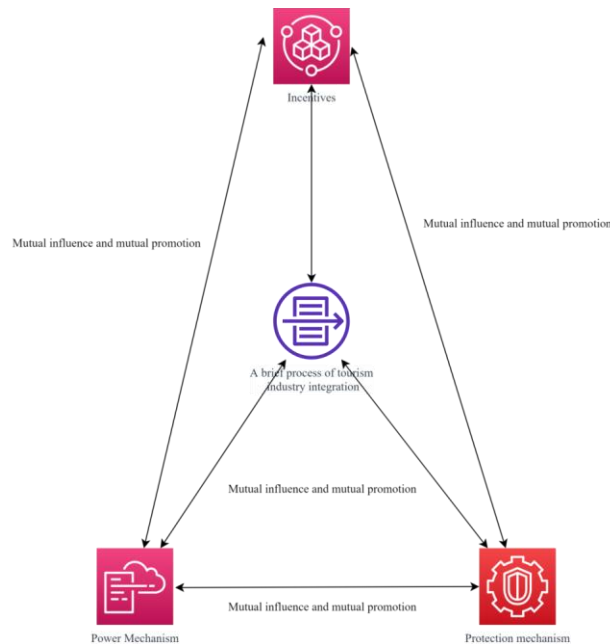 Incentives
Mutual influence and mutual promotion
Mutual influence and mutual promotion
A brief process of tourism
industry integration
Mutual influence and mutual promotion
Mutual influence and mutual promotion
Power Mechanism
Protection mechanism